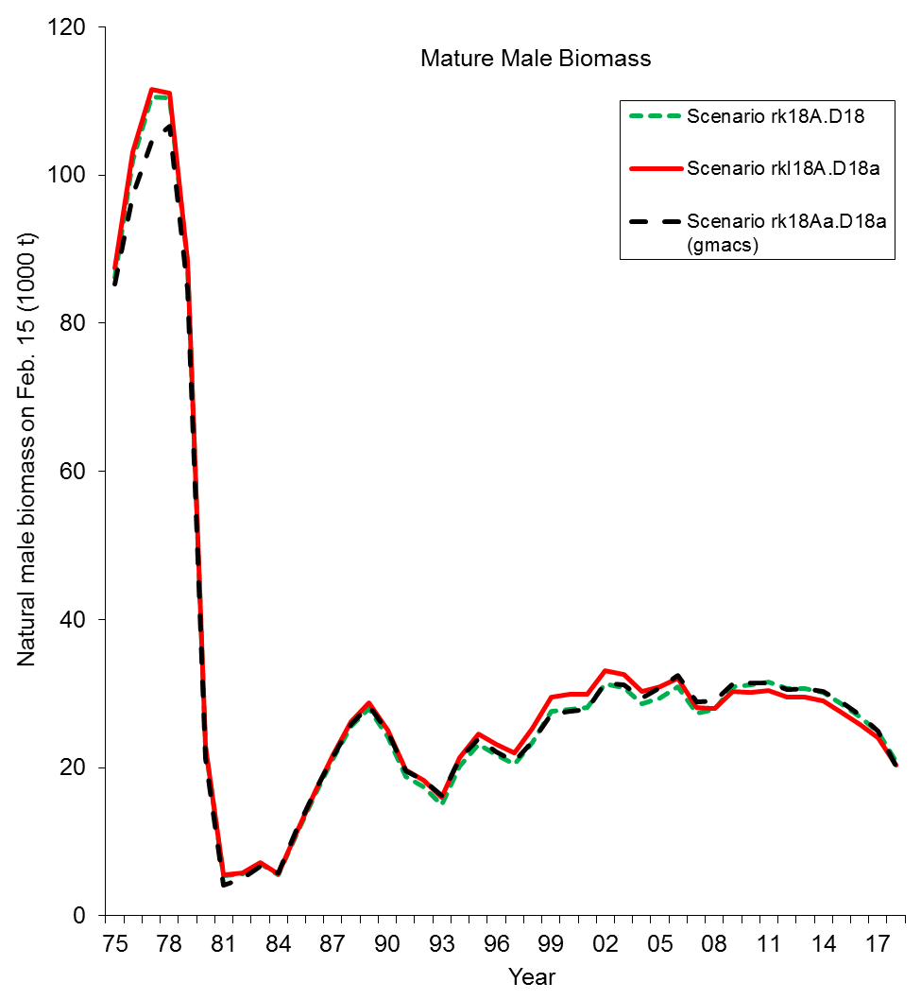 Mature Male Biomass
Scenario rk18A.D18
Scenario rkl18A.D18a
Scenario rk18Aa.D18a
(gmacs)
Natural male biomass on Feb. 15 (1000 t)
120
100
80
60
40
20
0
75 78 81 84 87 90 93 96 99 02 05 08 11 14 17
Year